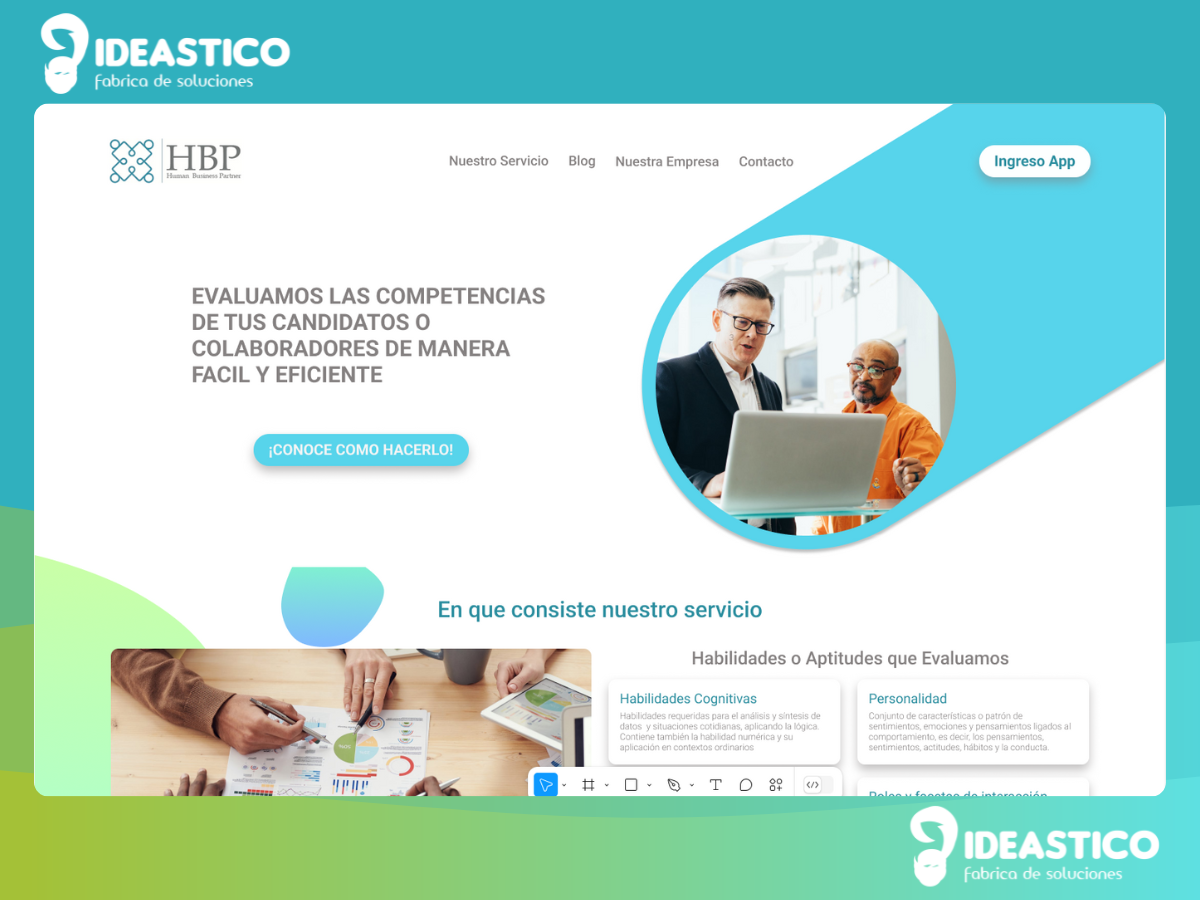 IDEASTICO
fabrica de soluciones
HBP
Human Business Partner
Nuestro Servicio
Blog
Nuestra Empresa
Contacto
Ingreso App
EVALUAMOS LAS COMPETENCIAS
DE TUS CANDIDATOS O
COLABORADORES DE MANERA
FACIL Y EFICIENTE
¡CONOCE COMO HACERLO!
En que consiste nuestro servicio
Habilidades o Aptitudes que Evaluamos
Habilidades Cognitivas
Habilidades requeridas para el análisis y síntesis de
datos y situaciones cotidianas, aplicando la lógica.
Contiene también la habilidad numérica y su
aplicación en contextos ordinarios
Personalidad
Conjunto de características o patrón de
sentimientos, emociones y pensamientos ligados al
comportamiento, es decir, los pensamientos,
sentimientos, actitudes, hábitos y la conducta.
IDEASTICO
fabrica de soluciones